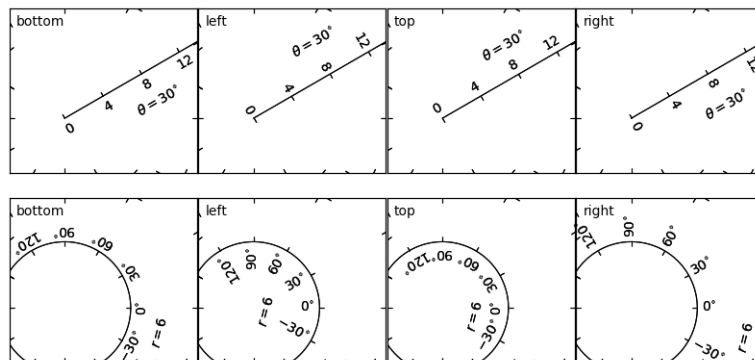 bottom
θ = 30°
0 4 8 12
left
θ = 30°
0 4 8 12
top
θ = 30°
0 4 8 12
right
θ = 30°
0 4 8 12
bottom
120° 90° 60° 30° 0° −30°
r = 6
left
120° 90° 60° 30° 0° −30°
r = 6
top
120° 90° 60° 30° 0° −30°
r = 6
right
120° 90° 60° 30° 0° −30°
r = 6